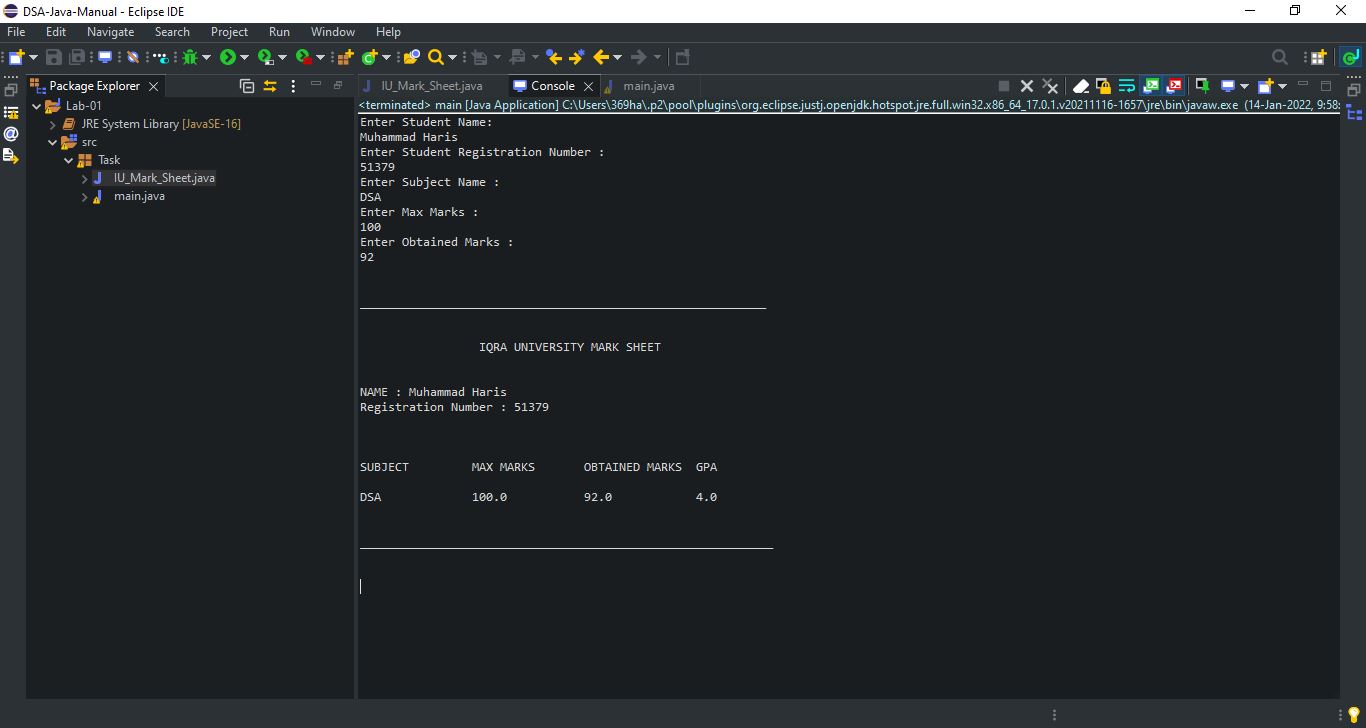 DSA-Java-Manual - Eclipse IDE
File Edit Navigate Search Project Run Window Help
Package Explorer
IU_Mark_Sheet.java Console main.java
Lab-01
JRE System Library [JavaSE-16]
src
Task
IU_Mark_Sheet.java
main.java
<terminated> main [Java Application] C:\Users\369ha\.p2\pool\plugins\org.eclipse.justj.openjdk.hotspot.jre.full.win32.x86_64_17.0.1.v20211116-1657\jre\bin\javaw.exe (14-Jan-2022, 9:58:
Enter Student Name:
Muhammad Haris
Enter Student Registration Number :
51379
Enter Subject Name :
DSA
Enter Max Marks :
100
Enter Obtained Marks :
92
IQRA UNIVERSITY MARK SHEET
NAME : Muhammad Haris
Registration Number : 51379
SUBJECT MAX MARKS OBTAINED MARKS GPA
DSA 100.0 92.0 4.0